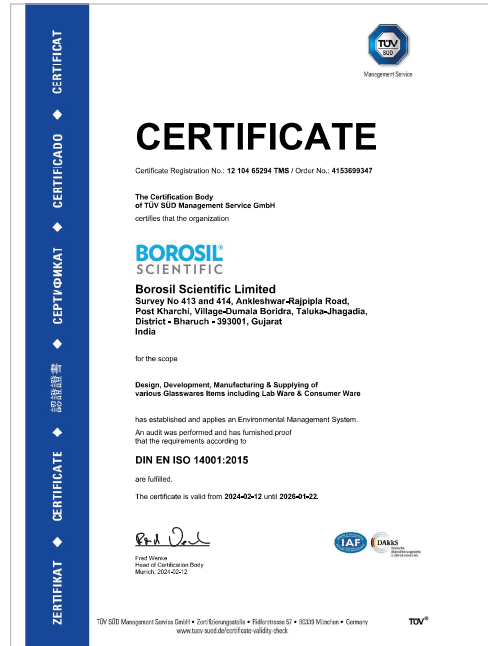 TÜV
SÜD
Management Service
CERTIFICATE
Certificate Registration No.: 12 104 65294 TMS / Order No.: 4153699347
The Certification Body
of TÜV SÜD Management Service GmbH
certifies that the organization
BOROSIL®
SCIENTIFIC
Borosil Scientific Limited
Survey No 413 and 414, Ankleshwar-Rajpipla Road,
Post Kharchi, Village-Dumala Boridra, Taluka-Jhagadia,
District - Bharuch - 393001, Gujarat
India
for the scope
Design, Development, Manufacturing & Supplying of
various Glasswares Items including Lab Ware & Consumer Ware
has established and applies an Environmental Management System.
An audit was performed and has furnished proof
that the requirements according to
DIN EN ISO 14001:2015
are fulfilled.
The certificate is valid from 2024-02-12 until 2026-01-22.
Fred Wenke
Head of Certification Body
Munich, 2024-02-12
IAF
DAkkS
Deutsche
Akkreditierungsstelle
TÜV SÜD Management Service GmbH • Zertifizierungsstelle • Ridlerstrasse 57 • 80339 München • Germany
www.tuv-sued.de/certificate-validity-check
TÜV®
ZERTIFIKAT ◆ CERTIFICATE ◆ 認證證書 ◆ СЕРТИФИКАТ ◆ CERTIFICADO ◆ CERTIFICAT